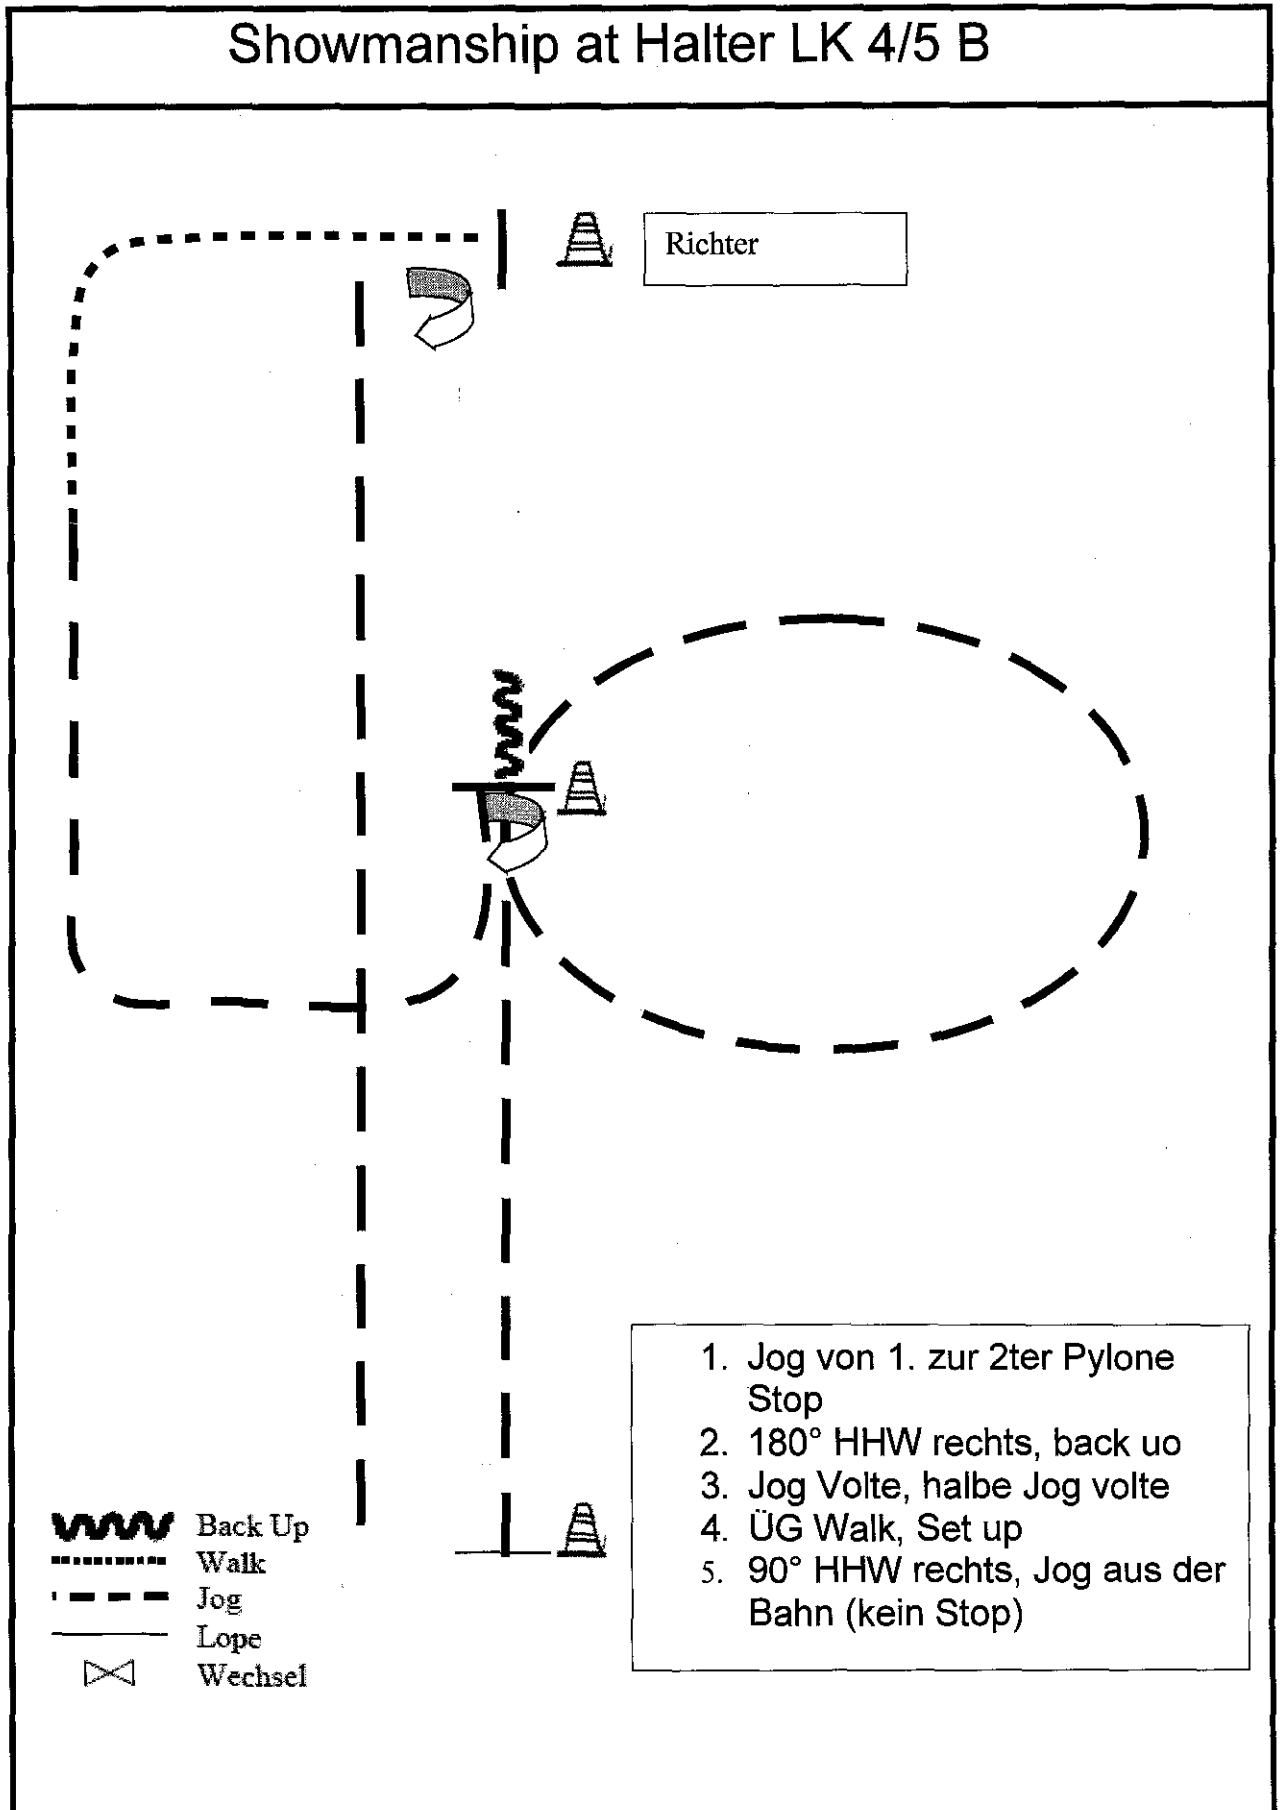 Showmanship at Halter LK 4/5 B
Richter
1. Jog von 1. zur 2ter Pylone
Stop
2. 180° HHW rechts, back uo
3. Jog Volte, halbe Jog volte
4. ÜG Walk, Set up
5. 90° HHW rechts, Jog aus der
Bahn (kein Stop)
Back Up
Walk
Jog
Lope
Wechsel